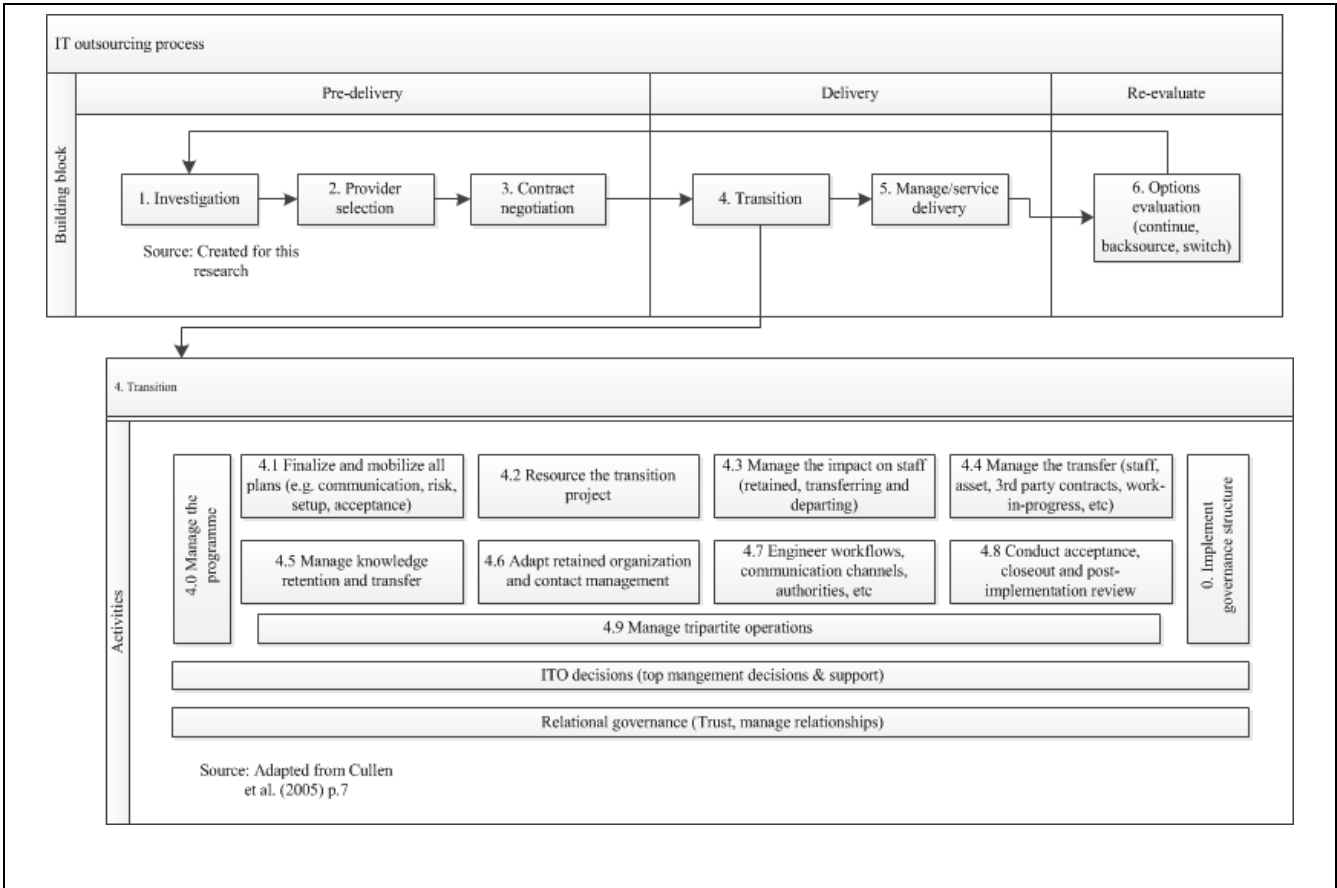 IT outsourcing process
Pre-delivery
Delivery
Re-evaluate
Building block
1. Investigation
2. Provider
selection
3. Contract
negotiation
4. Transition
5. Manage/service
delivery
6. Options
evaluation
(continue,
backsource, switch)
Source: Created for this
research
4. Transition
Activities
4.0 Manage the
programme
4.1 Finalize and mobilize all
plans (e.g. communication, risk,
setup, acceptance)
4.2 Resource the transition
project
4.3 Manage the impact on staff
(retained, transferring and
departing)
4.4 Manage the transfer (staff,
asset, 3rd party contracts, work-
in-progress, etc)
0. Implement
governance structure
4.5 Manage knowledge
retention and transfer
4.6 Adapt retained organization
and contact management
4.7 Engineer workflows,
communication channels,
authorities, etc
4.8 Conduct acceptance,
closeout and post-
implementation review
4.9 Manage tripartite operations
ITO decisions (top mangement decisions & support)
Relational governance (Trust, manage relationships)
Source: Adapted from Cullen
et al. (2005) p.7